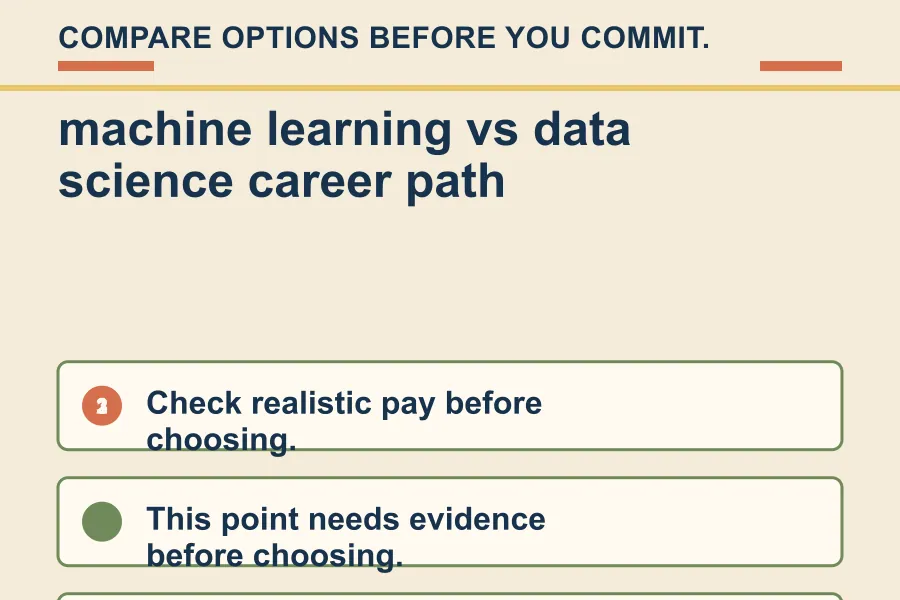 COMPARE OPTIONS BEFORE YOU COMMIT.
machine learning vs data
science career path
Check realistic pay before
choosing.
This point needs evidence
before choosing.